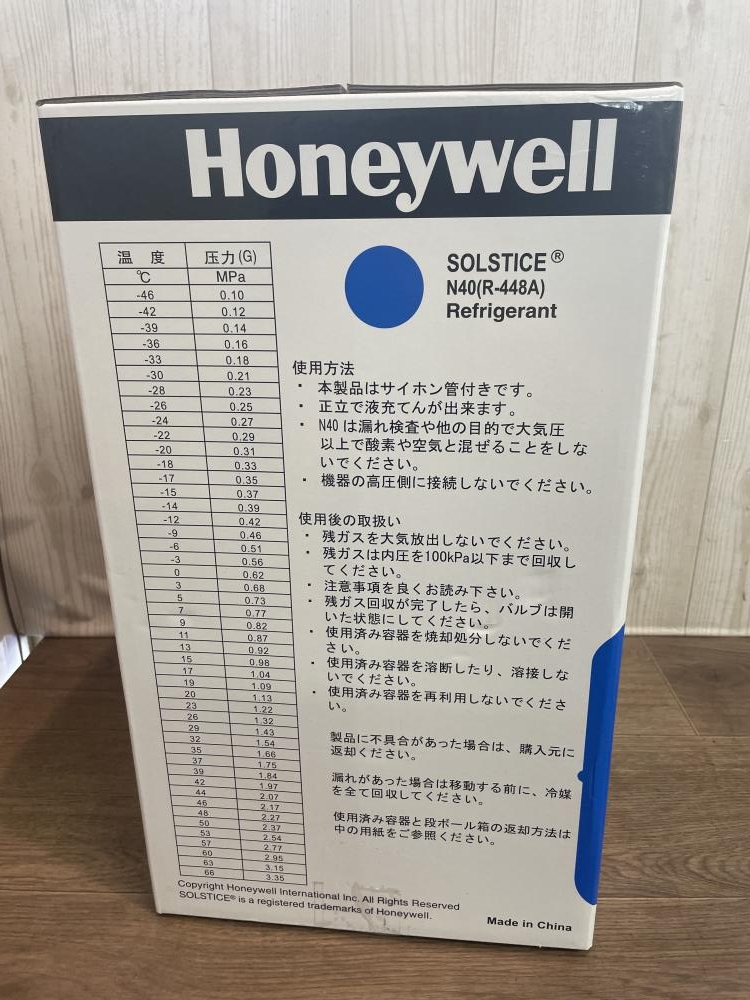 Honeywell
温 度 压力(G)
℃ MPa
-46 0.10
-42 0.12
-39 0.14
-36 0.16
-33 0.18
-30 0.21
-28 0.23
-26 0.25
-24 0.27
-22 0.29
-20 0.31
-18 0.33
-17 0.35
-15 0.37
-14 0.39
-12 0.42
-9 0.46
-6 0.51
-3 0.56
0 0.62
3 0.68
5 0.73
7 0.77
9 0.82
11 0.87
13 0.92
15 0.98
17 1.04
19 1.09
20 1.13
23 1.22
26 1.32
29 1.43
32 1.54
35 1.66
37 1.75
39 1.84
42 1.97
44 2.07
46 2.17
48 2.27
50 2.37
53 2.54
57 2.77
60 2.95
63 3.15
66 3.35
SOLSTICE®
N40(R-448A)
Refrigerant
使用方法
・ 本製品はサイホン管付きです。
・ 正立で液充てんが出来ます。
・ N40 は漏れ検査や他の目的で大気圧
以上で酸素や空気と混ぜることをしな
いでください。
・ 機器の高圧側に接続しないでください。
使用後の取扱い
・ 残ガスを大気放出しないでください。
・ 残ガスは内圧を100kPa以下まで回収し
てください。
・ 注意事項を良くお読み下さい。
・ 残ガス回収が完了したら、バルブは開
いた状態にしてください。
・ 使用済み容器を焼却処分しないでくだ
さい。
・ 使用済み容器を溶断したり、溶接しな
いでください。
・ 使用済み容器を再利用しないでくださ
い。
製品に不具合があった場合は、購入元に
返却ください。
漏れがあった場合は移動する前に、冷媒
を全て回収してください。
使用済み容器と段ボール箱の返却方法は
中の用紙をご参照ください。
Copyright Honeywell International Inc. All Rights Reserved
SOLSTICE® is a registered trademarks of Honeywell.
Made in China